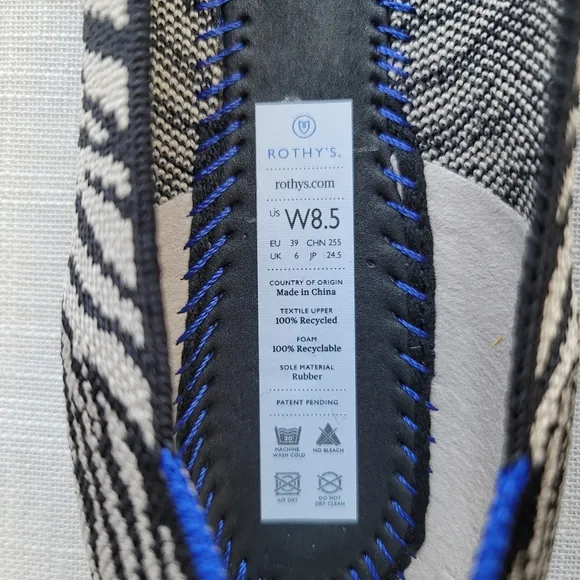 ROTHY'S.
rothys.com
US W8.5
EU 39 CHN 255
UK 6 JP 24.5
COUNTRY OF ORIGIN
Made in China
TEXTILE UPPER
100% Recycled
FOAM
100% Recyclable
SOLE MATERIAL
Rubber
PATENT PENDING
30°
MACHINE WASH COLD
NO BLEACH
AIR DRY
DO NOT DRY CLEAN